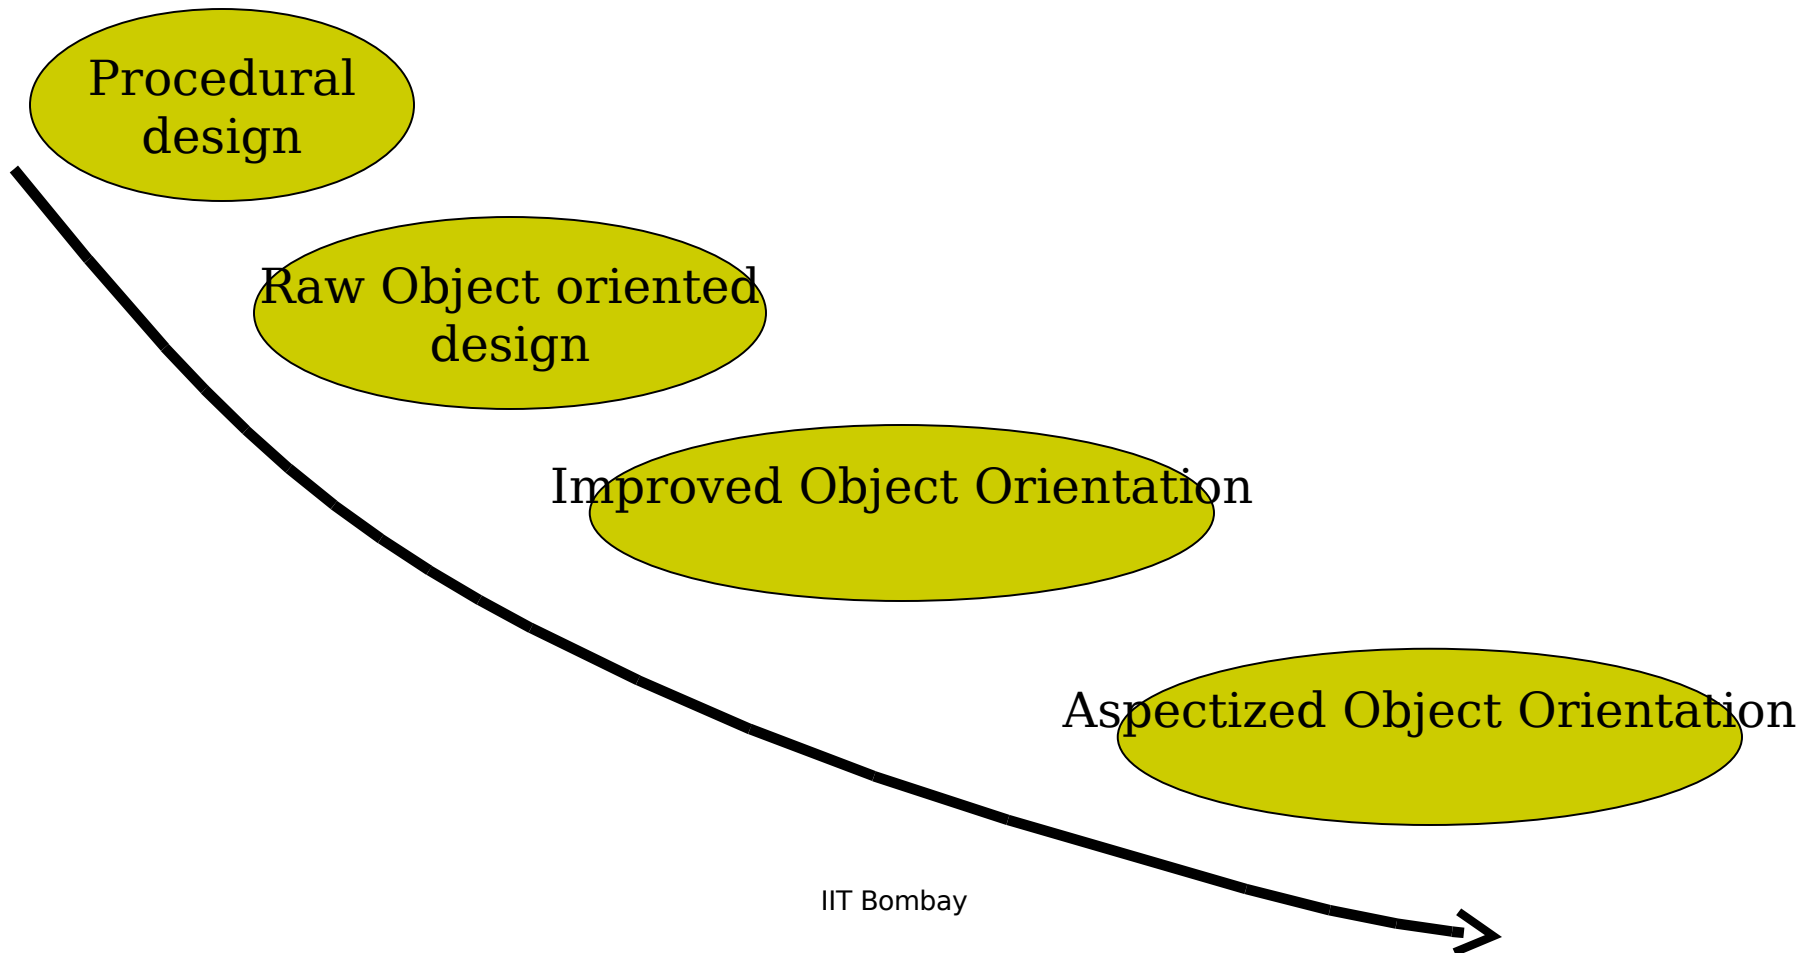 Procedural
design
Raw Object oriented
design
Improved Object Orientation
Aspectized Object Orientation
IIT Bombay